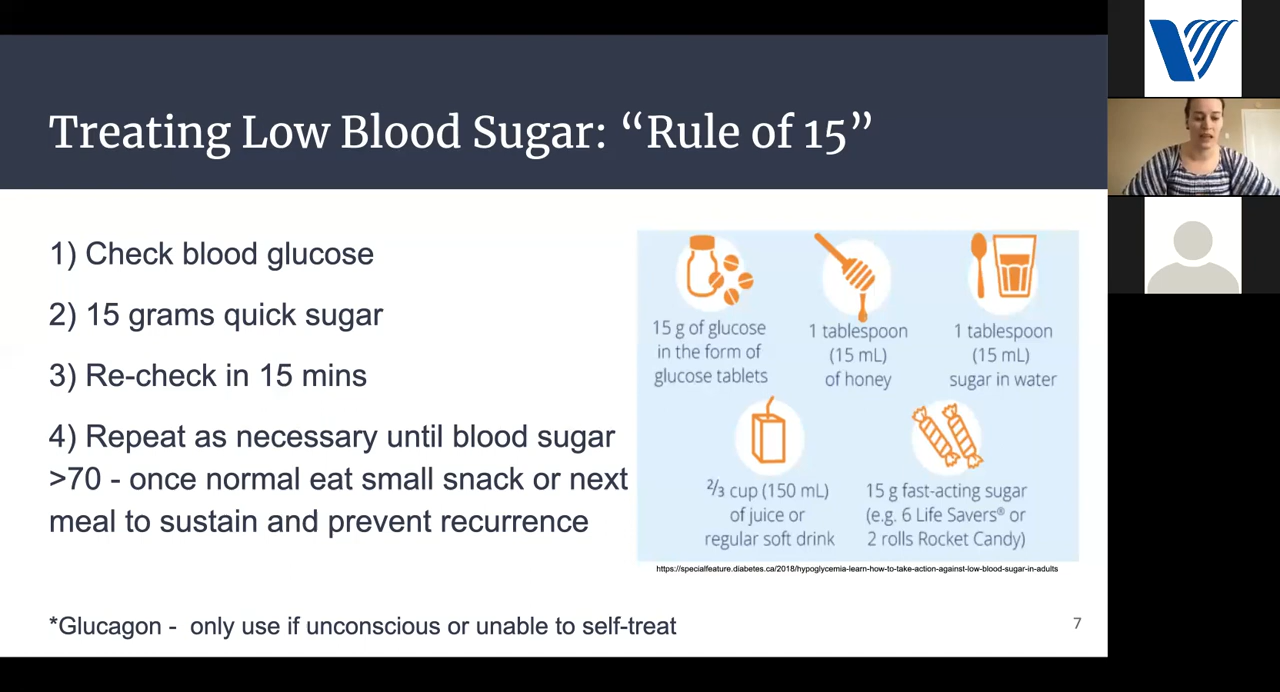 Treating Low Blood Sugar: “Rule of 15”
1) Check blood glucose
2) 15 grams quick sugar
3) Re-check in 15 mins
4) Repeat as necessary until blood sugar
>70 - once normal eat small snack or next
meal to sustain and prevent recurrence
15 g of glucose
in the form of
glucose tablets
1 tablespoon
(15 mL)
of honey
1 tablespoon
(15 mL)
sugar in water
⅔ cup (150 mL)
of juice or
regular soft drink
15 g fast-acting sugar
(e.g. 6 Life Savers® or
2 rolls Rocket Candy)
https://specialfeature.diabetes.ca/2018/hypoglycemia-learn-how-to-take-action-against-low-blood-sugar-in-adults
*Glucagon - only use if unconscious or unable to self-treat
7